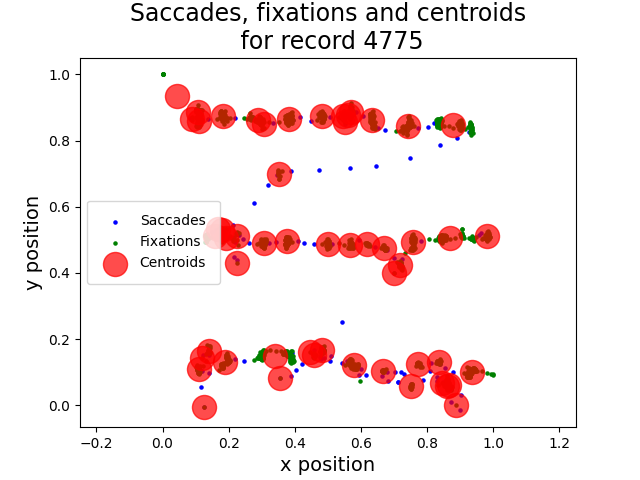 Saccades, fixations and centroids
for record 4775
1.0
0.8
0.6
0.4
0.2
0.0
y position
Saccades
Fixations
Centroids
−0.2
0.0
0.2
0.4
0.6
0.8
1.0
1.2
x position